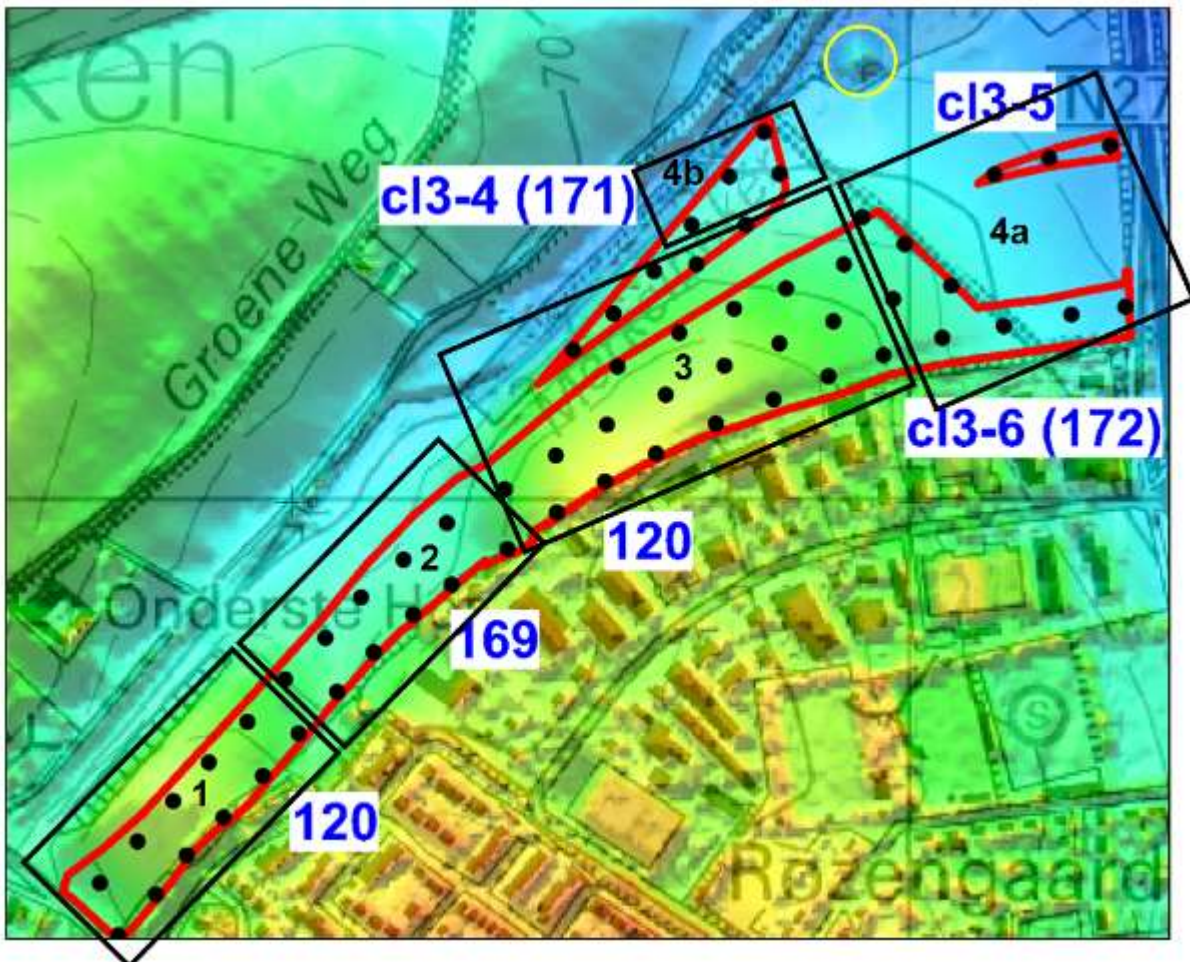 ken
10
cl3-5
N27
Groene Weg
4b
cl3-4 (171)
4a
3
cl3-6 (172)
120
2
Onderste H
169
1
120
S
Rozengaard